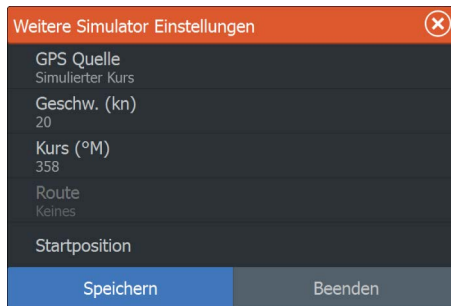 Weitere Simulator Einstellungen
GPS Quelle
Simulierter Kurs
Geschw. (kn)
20
Kurs (°M)
358
Route
Keines
Startposition
Speichern
Beenden